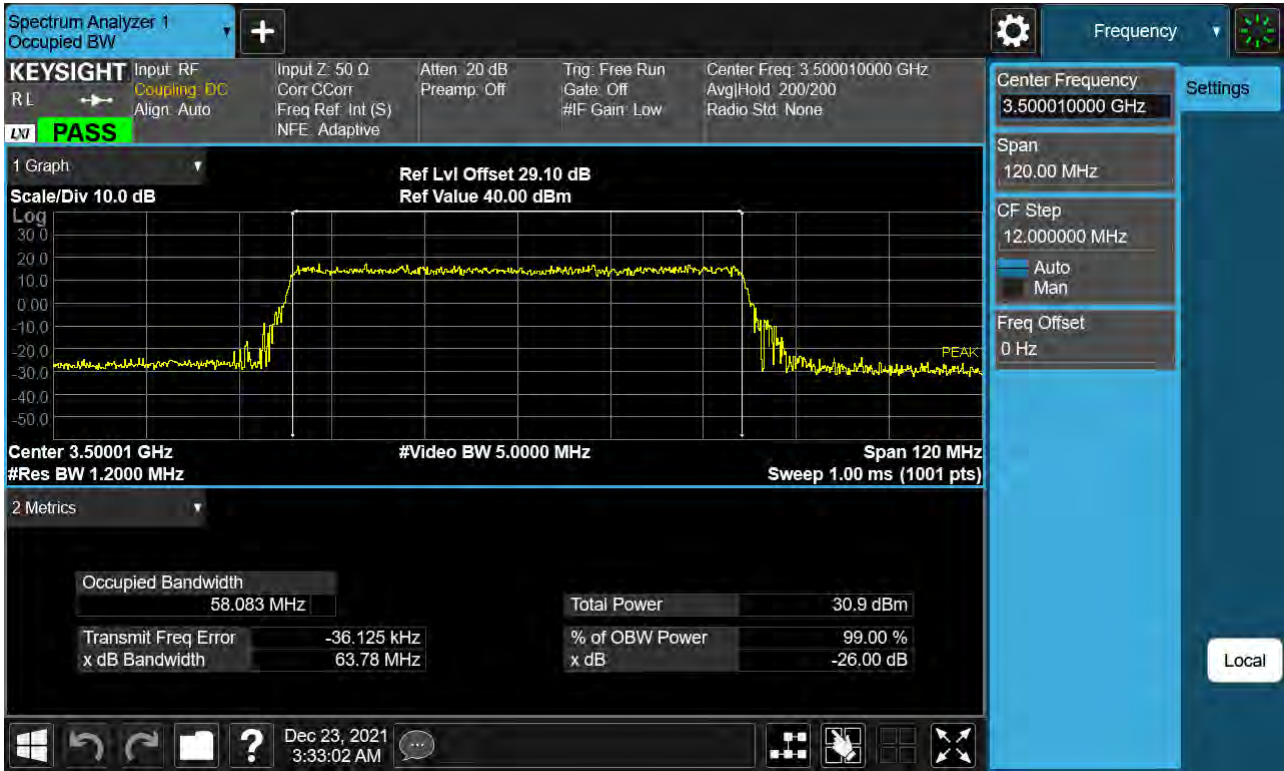 Spectrum Analyzer 1
Occupied BW
+
Frequency
KEYSIGHT
R L
LXI PASS
Input: RF
Coupling: DC
Align: Auto
Input Z: 50 Ω
Corr CCorr
Freq Ref: Int (S)
NFE: Adaptive
Atten: 20 dB
Preamp: Off
Trig: Free Run
Gate: Off
#IF Gain: Low
Center Freq: 3.500010000 GHz
Avg|Hold: 200/200
Radio Std: None
Center Frequency
3.500010000 GHz
Settings
Span
120.00 MHz
CF Step
12.000000 MHz
Auto
Man
Freq Offset
0 Hz
Local
1 Graph
Scale/Div 10.0 dB
Ref Lvl Offset 29.10 dB
Ref Value 40.00 dBm
Log
30.0
20.0
10.0
0.00
-10.0
-20.0
-30.0
-40.0
-50.0
PEAK
Center 3.50001 GHz
#Video BW 5.0000 MHz
Span 120 MHz
#Res BW 1.2000 MHz
Sweep 1.00 ms (1001 pts)
2 Metrics
Occupied Bandwidth
58.083 MHz
Total Power 30.9 dBm
Transmit Freq Error -36.125 kHz
% of OBW Power 99.00 %
x dB Bandwidth 63.78 MHz
x dB -26.00 dB
?
Dec 23, 2021
3:33:02 AM